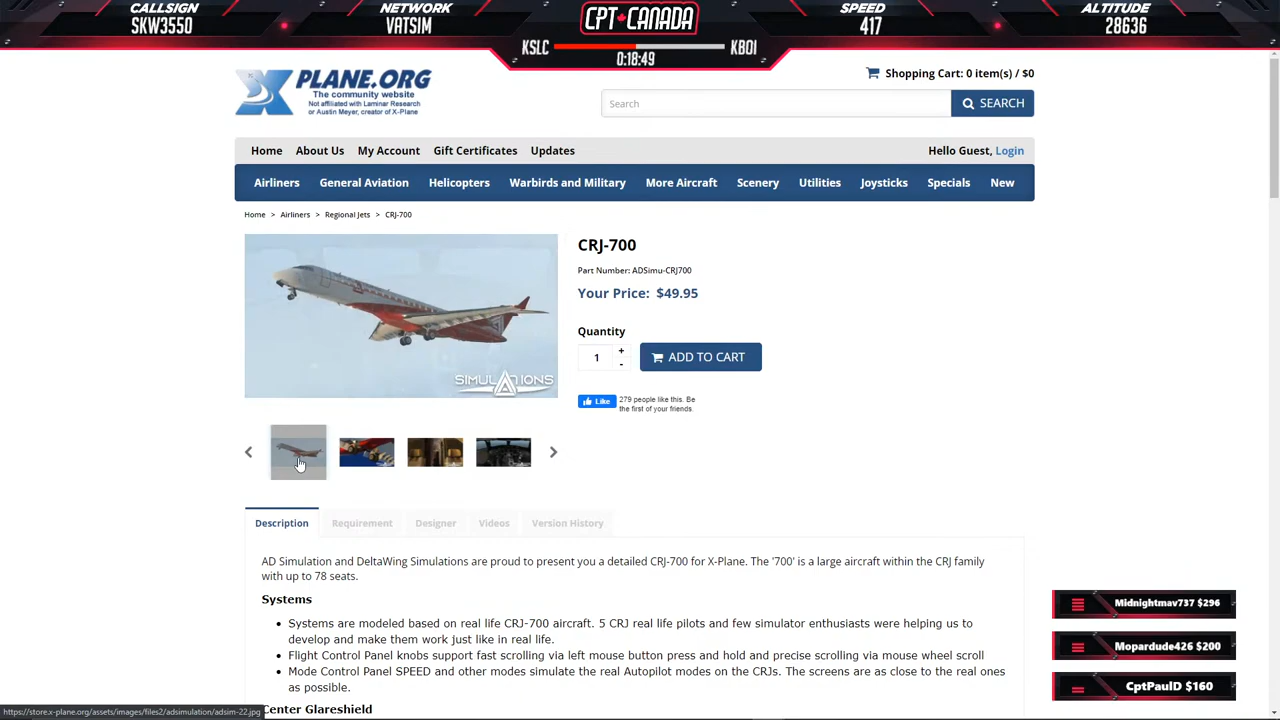 CALLSIGN
SKW3550
NETWORK
VATSIM
CPT CANADA
KSLC
KBOI
0:18:49
SPEED
417
ALTITUDE
28636
X PLANE.ORG
The community website
Not affiliated with Laminar Research
or Austin Meyer, creator of X-Plane
Shopping Cart: 0 item(s) / $0
Search
SEARCH
Home About Us My Account Gift Certificates Updates Hello Guest, Login
Airliners General Aviation Helicopters Warbirds and Military More Aircraft Scenery Utilities Joysticks Specials New
Home > Airliners > Regional Jets > CRJ-700
SIMULATIONS
CRJ-700
Part Number: ADSimu-CRJ700
Your Price: $49.95
Quantity
1 + -
ADD TO CART
Like
279 people like this. Be
the first of your friends.
Description Requirement Designer Videos Version History
AD Simulation and DeltaWing Simulations are proud to present you a detailed CRJ-700 for X-Plane. The '700' is a large aircraft within the CRJ family
with up to 78 seats.
Systems
• Systems are modeled based on real life CRJ-700 aircraft. 5 CRJ real life pilots and few simulator enthusiasts were helping us to
develop and make them work just like in real life.
• Flight Control Panel knobs support scrolling via left mouse button press and hold and precise scrolling via mouse wheel scroll
• Mode Control Panel SPEED and other modes simulate the real Autopilot modes on the CRJs. The screens are as close to the real ones
as possible.
Center Glareshield
Midnightmav737 $296
Mopardude426 $200
CptPaulD $160
https://store.x-plane.org/assets/images/files2/adsimulation/adsim-22.jpg